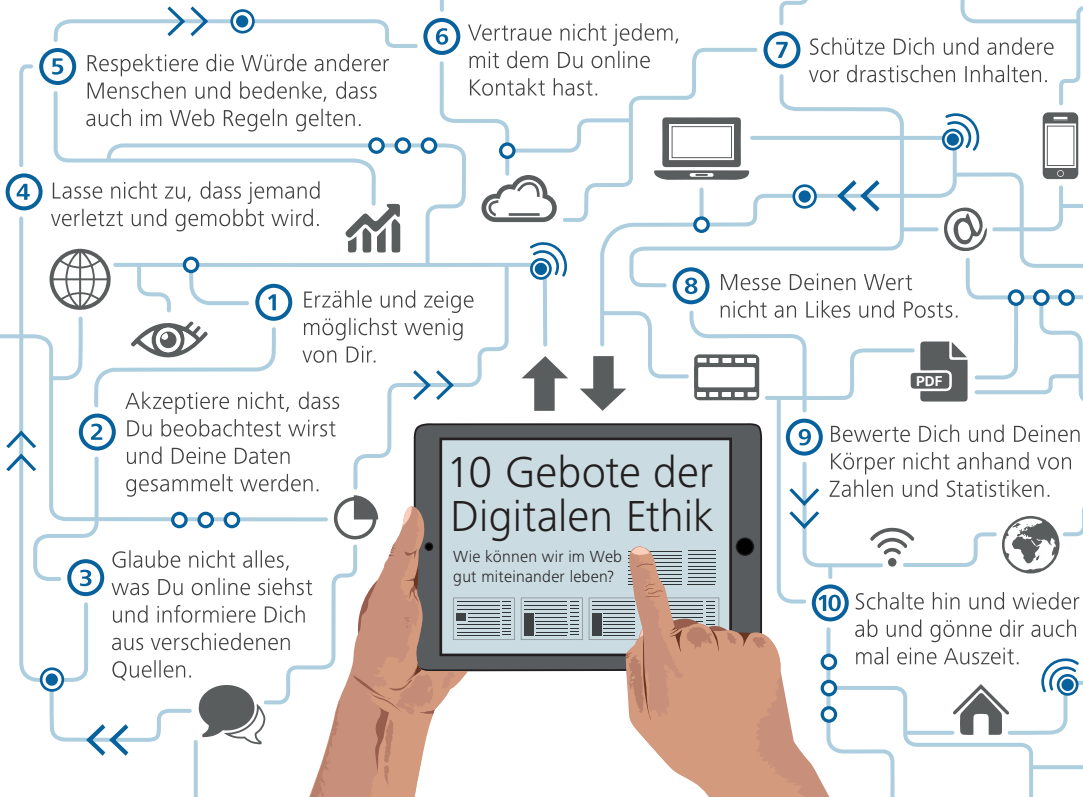 10 Gebote der
Digitalen Ethik
Wie können wir im Web
gut miteinander leben?
1 Erzähle und zeige
möglichst wenig
von Dir.
2 Akzeptiere nicht, dass
Du beobachtest wirst
und Deine Daten
gesammelt werden.
3 Glaube nicht alles,
was Du online siehst
und informiere Dich
aus verschiedenen
Quellen.
4 Lasse nicht zu, dass jemand
verletzt und gemobbt wird.
5 Respektiere die Würde anderer
Menschen und bedenke, dass
auch im Web Regeln gelten.
6 Vertraue nicht jedem,
mit dem Du online
Kontakt hast.
7 Schütze Dich und andere
vor drastischen Inhalten.
@
8 Messe Deinen Wert
nicht an Likes und Posts.
PDF
9 Bewerte Dich und Deinen
Körper nicht anhand von
Zahlen und Statistiken.
10 Schalte hin und wieder
ab und gönne dir auch
mal eine Auszeit.